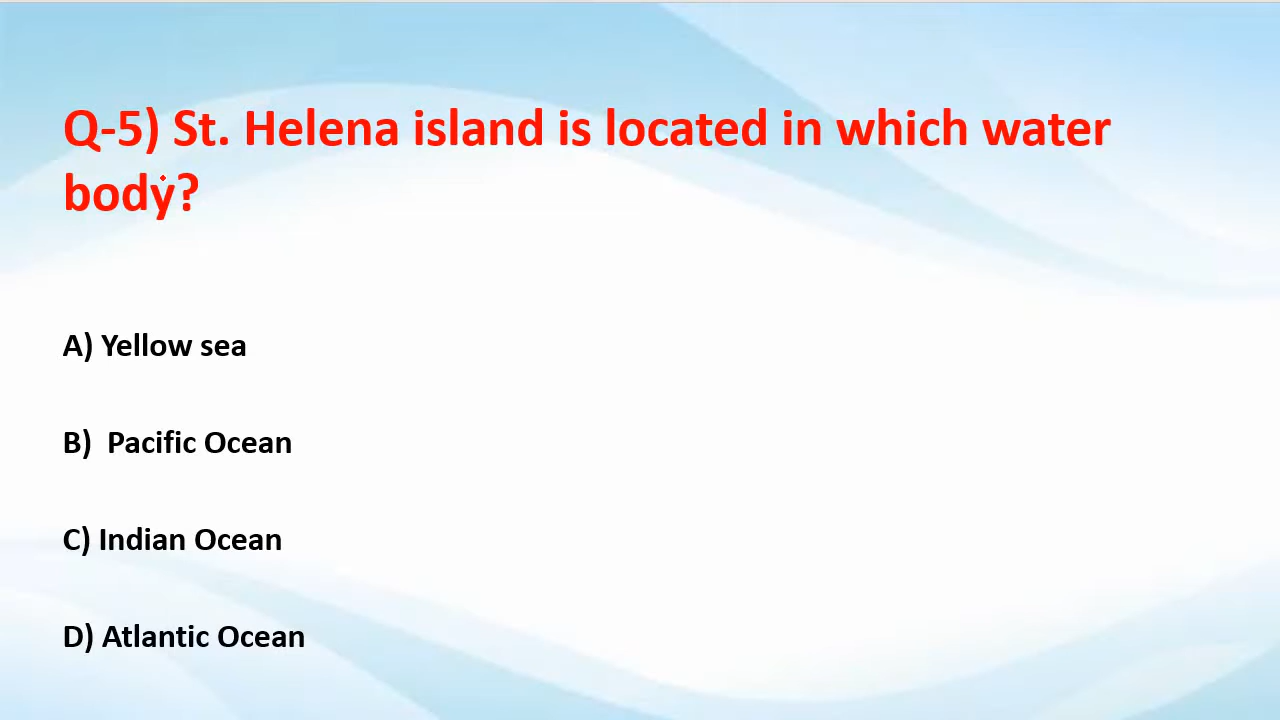 Q-5) St. Helena island is located in which water
body?
A) Yellow sea
B) Pacific Ocean
C) Indian Ocean
D) Atlantic Ocean